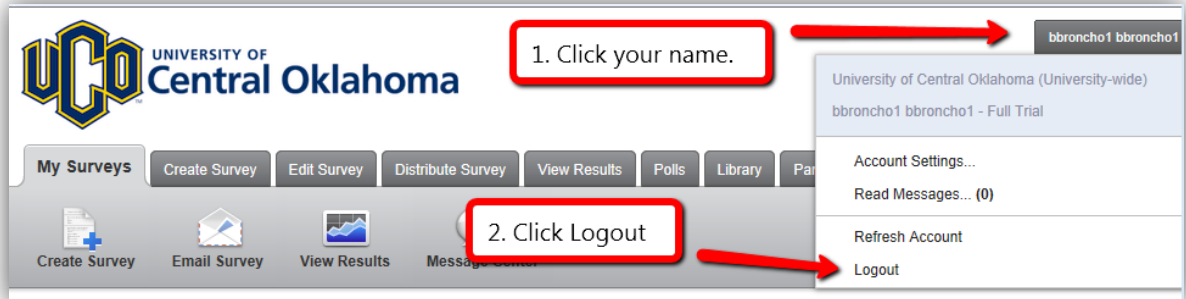 UCO
UNIVERSITY OF
Central Oklahoma
1. Click your name.
bbroncho1 bbroncho1
University of Central Oklahoma (University-wide)
bbroncho1 bbroncho1 - Full Trial
My Surveys Create Survey Edit Survey Distribute Survey View Results Polls Library
Account Settings...
Read Messages... (0)
2. Click Logout
Refresh Account
Create Survey Email Survey View Results Message
Logout